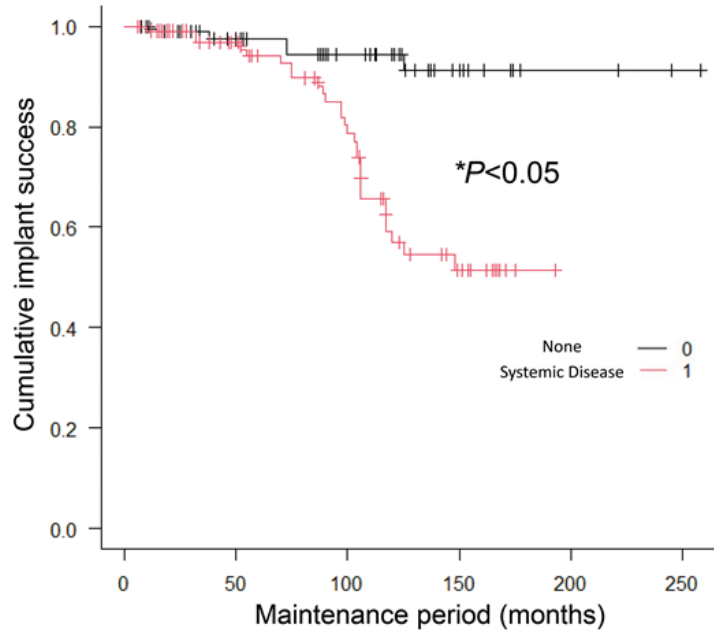 Cumulative implant success
1.0
0.8
0.6
0.4
0.2
0.0
*P<0.05
None 0
Systemic Disease 1
0 50 100 150 200 250
Maintenance period (months)